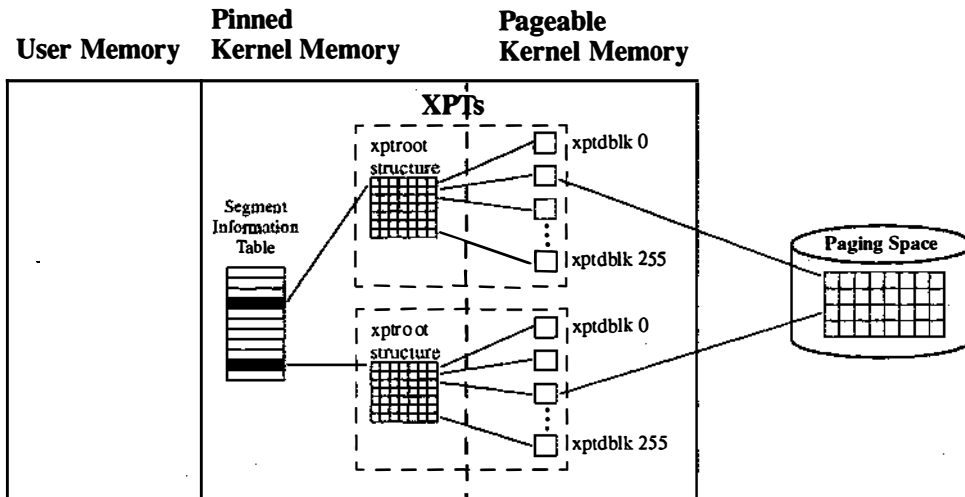 User Memory
Pinned
Kernel Memory
Pageable
Kernel Memory
XPTs
xptroot
structure
xptdblk 0
xptdblk 255
Segment
Information
Table
Paging Space
xptroot
structure
xptdblk 0
xptdblk 255